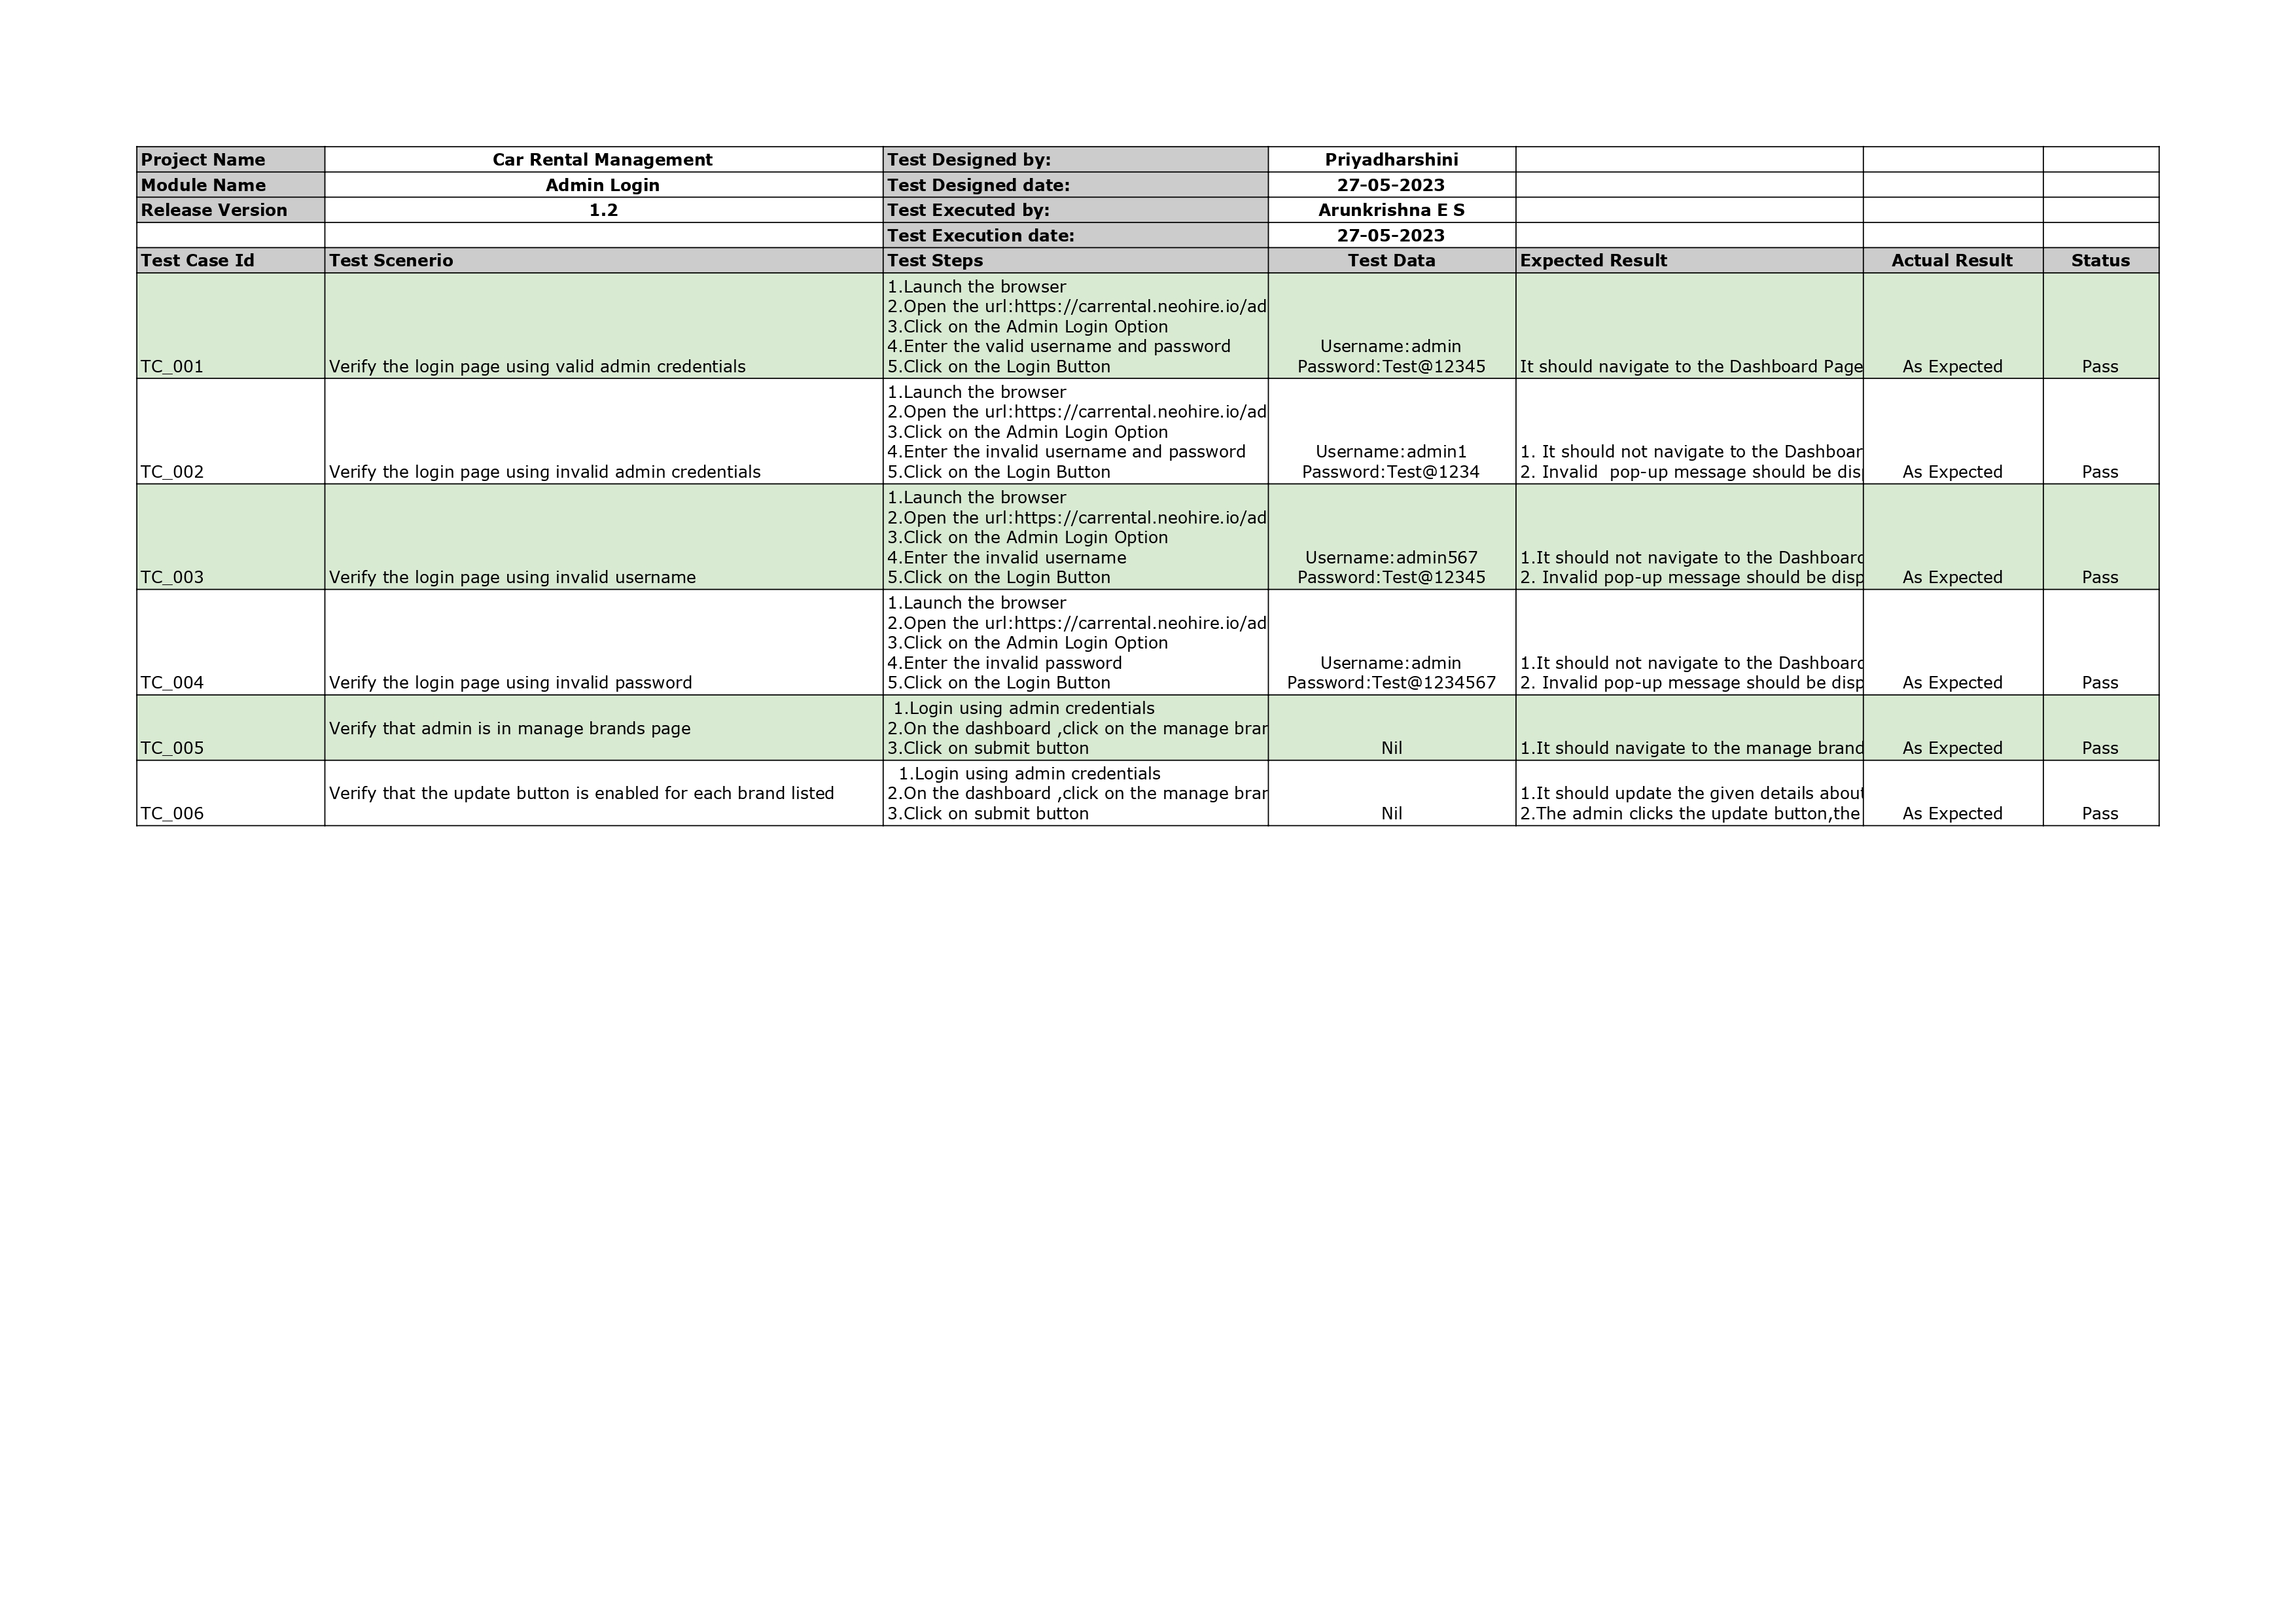 Project Name Car Rental Management Test Designed by: Priyadharshini
Module Name Admin Login Test Designed date: 27-05-2023
Release Version 1.2 Test Executed by: Arunkrishna E S
Test Execution date: 27-05-2023
Test Case Id Test Scenerio Test Steps Test Data Expected Result Actual Result Status
1.Launch the browser
2.Open the url:https://carrental.neohire.io/ad
3.Click on the Admin Login Option
4.Enter the valid username and password Username:admin
TC_001 Verify the login page using valid admin credentials 5.Click on the Login Button Password:Test@12345 It should navigate to the Dashboard Page As Expected Pass
1.Launch the browser
2.Open the url:https://carrental.neohire.io/ad
3.Click on the Admin Login Option
4.Enter the invalid username and password Username:admin1 1. It should not navigate to the Dashboar
TC_002 Verify the login page using invalid admin credentials 5.Click on the Login Button Password:Test@1234 2. Invalid  pop-up message should be dis As Expected Pass
1.Launch the browser
2.Open the url:https://carrental.neohire.io/ad
3.Click on the Admin Login Option
4.Enter the invalid username Username:admin567 1.It should not navigate to the Dashboard
TC_003 Verify the login page using invalid username 5.Click on the Login Button Password:Test@12345 2. Invalid pop-up message should be disp As Expected Pass
1.Launch the browser
2.Open the url:https://carrental.neohire.io/ad
3.Click on the Admin Login Option
4.Enter the invalid password Username:admin 1.It should not navigate to the Dashboard
TC_004 Verify the login page using invalid password 5.Click on the Login Button Password:Test@1234567 2. Invalid pop-up message should be disp As Expected Pass
1.Login using admin credentials
Verify that admin is in manage brands page 2.On the dashboard ,click on the manage bran
TC_005 3.Click on submit button Nil 1.It should navigate to the manage brand As Expected Pass
1.Login using admin credentials
Verify that the update button is enabled for each brand listed 2.On the dashboard ,click on the manage bran 1.It should update the given details about
TC_006 3.Click on submit button Nil 2.The admin clicks the update button,the As Expected Pass